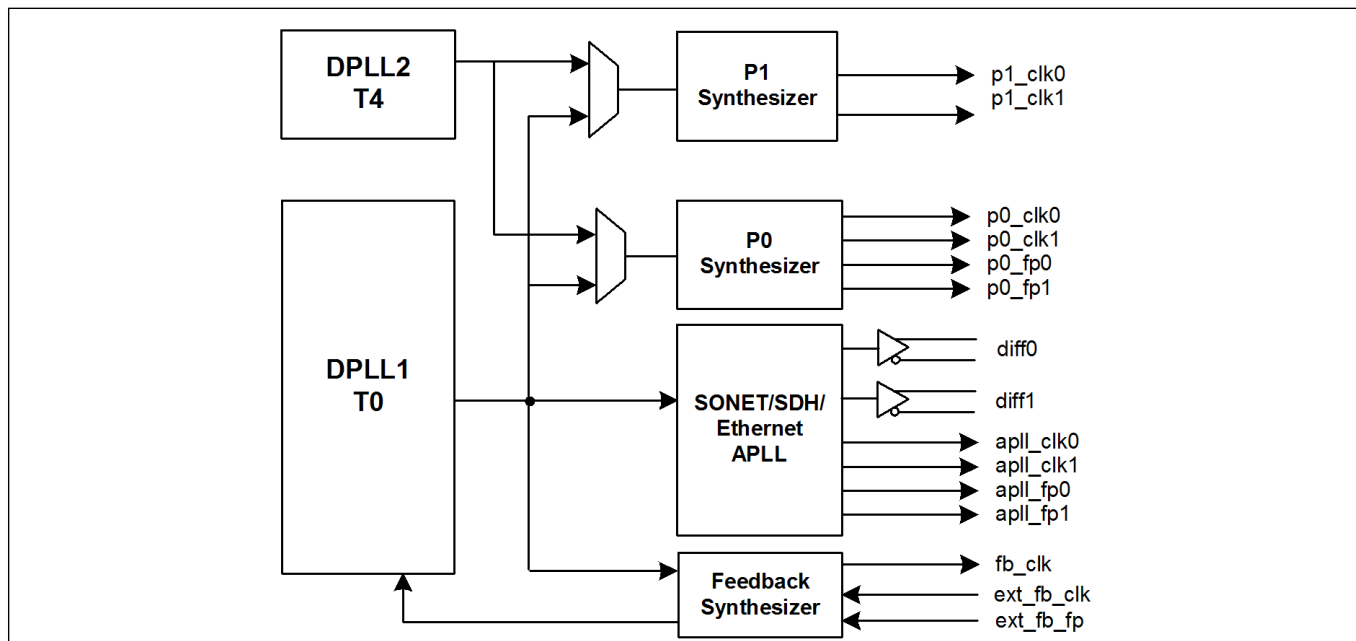 DPLL2
T4
P1
Synthesizer
p1_clk0
p1_clk1
DPLL1
T0
P0
Synthesizer
p0_clk0
p0_clk1
p0_fp0
p0_fp1
SONET/SDH/
Ethernet
APLL
diff0
diff1
apll_clk0
apll_clk1
apll_fp0
apll_fp1
Feedback
Synthesizer
fb_clk
ext_fb_clk
ext_fb_fp